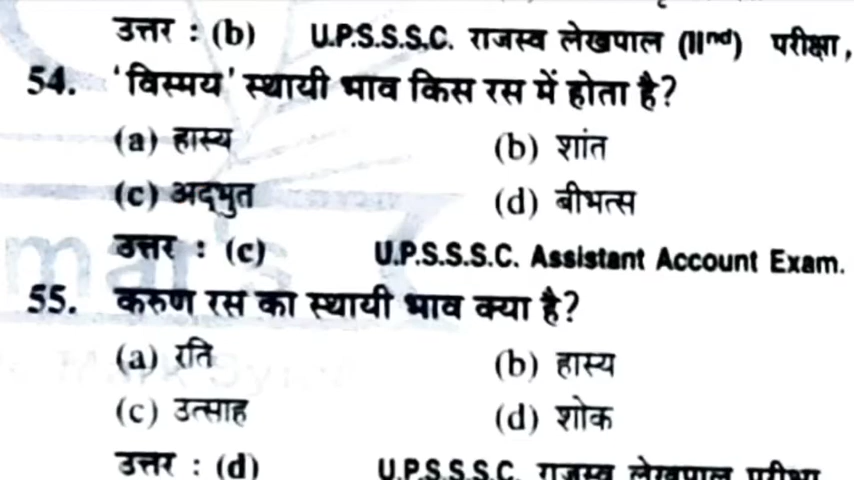 उत्तर : (b) U.P.S.S.S.C. राजस्व लेखपाल (IInd) परीक्षा,
54. 'विस्मय' स्थायी भाव किस रस में होता है?
(a) हास्य (b) शांत
(c) अद्भुत (d) बीभत्स
उत्तर : (c) U.P.S.S.S.C. Assistant Account Exam.
55. करुण रस का स्थायी भाव क्या है?
(a) रति (b) हास्य
(c) उत्साह (d) शोक
उत्तर : (d) U.P.S.S.S.C. राजस्व लेखपाल परीक्षा